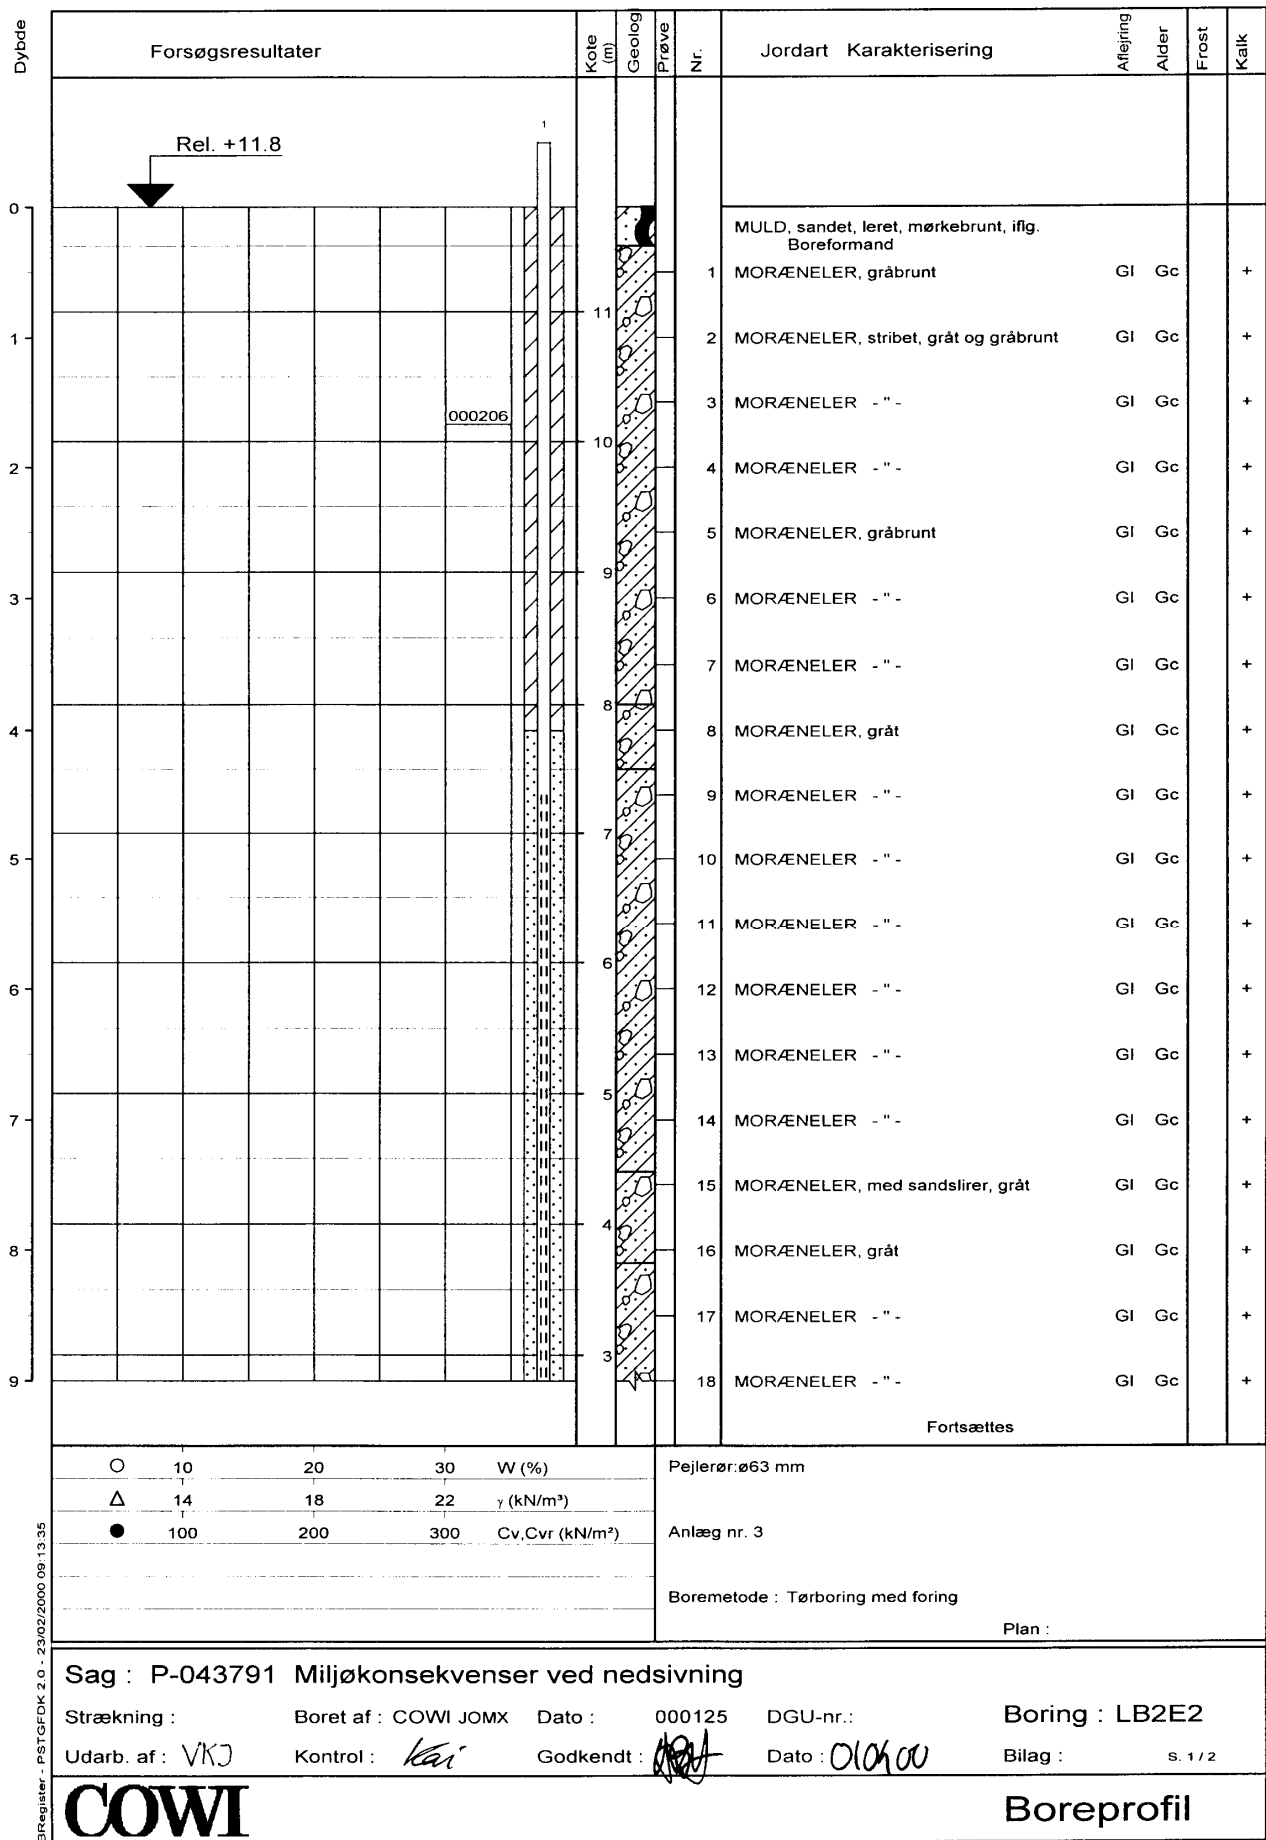 Dybde Forsøgsresultater Kote (m) Geologi Prøve Nr. Jordart Karakterisering Aflejring Alder Frost Kalk
1
Rel. +11.8
0
MULD, sandet, leret, mørkebrunt, iflg.
Boreformand
1 MORÆNELER, gråbrunt Gl Gc +
11
1 2 MORÆNELER, stribet, gråt og gråbrunt Gl Gc +
3 MORÆNELER - " - Gl Gc +
000206
10
2 4 MORÆNELER - " - Gl Gc +
5 MORÆNELER, gråbrunt Gl Gc +
9
3 6 MORÆNELER - " - Gl Gc +
7 MORÆNELER - " - Gl Gc +
8
4 8 MORÆNELER, gråt Gl Gc +
9 MORÆNELER - " - Gl Gc +
7
5 10 MORÆNELER - " - Gl Gc +
11 MORÆNELER - " - Gl Gc +
6
6 12 MORÆNELER - " - Gl Gc +
13 MORÆNELER - " - Gl Gc +
5
7 14 MORÆNELER - " - Gl Gc +
15 MORÆNELER, med sandslirer, gråt Gl Gc +
4
8 16 MORÆNELER, gråt Gl Gc +
17 MORÆNELER - " - Gl Gc +
3
9 18 MORÆNELER - " - Gl Gc +
Fortsættes
10 20 30 W (%)
14 18 22 γ (kN/m³)
100 200 300 Cv,Cvr (kN/m²)
Pejlerør:ø63 mm
Anlæg nr. 3
Boremetode : Tørboring med foring
Plan :
BRegister - PSTGFDK 2.0 - 23/02/2000 09:13:35
Sag : P-043791 Miljøkonsekvenser ved nedsivning
Strækning : Boret af : COWI JOMX Dato : 000125 DGU-nr.: Boring : LB2E2
Udarb. af : VKJ Kontrol : Kai Godkendt : Dato : Bilag : S. 1 / 2
COWI Boreprofil